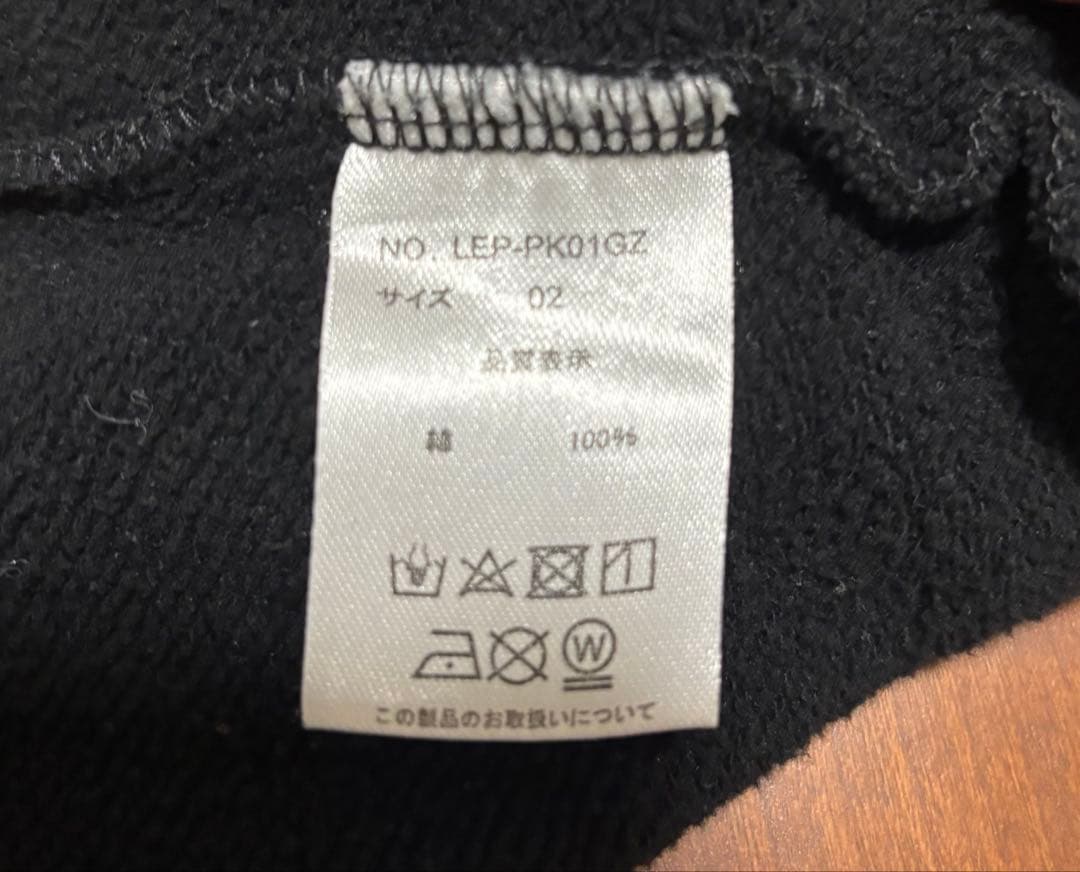 NO. LEP-PK01GZ
サイズ 02
品質表示
綿 100%
W
この製品のお取扱いについて